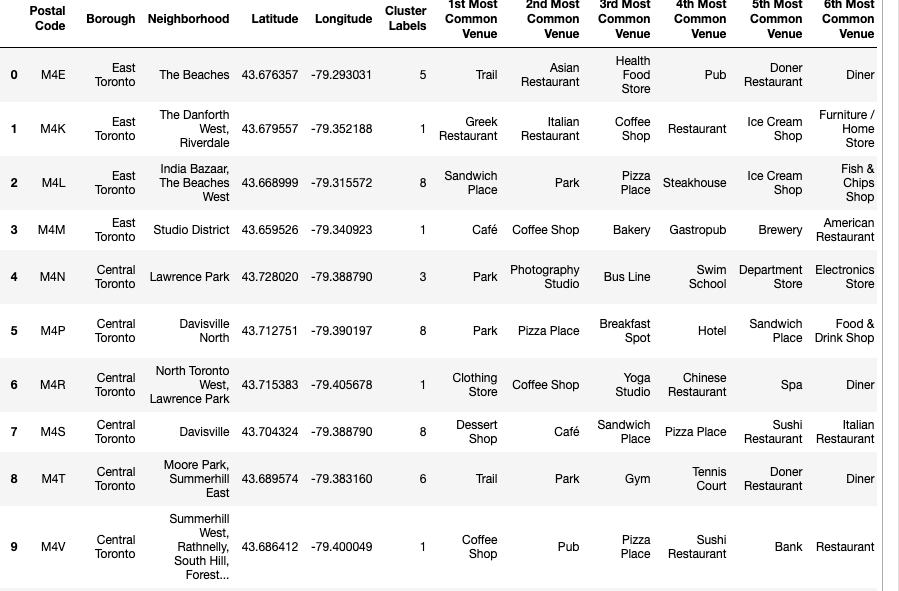 Postal Code Borough Neighborhood Latitude Longitude Cluster Labels 1st Most Common Venue 2nd Most Common Venue 3rd Most Common Venue 4th Most Common Venue 5th Most Common Venue 6th Most Common Venue
0 M4E East Toronto The Beaches 43.676357 -79.293031 5 Trail Asian Restaurant Health Food Store Pub Doner Restaurant Diner
1 M4K East Toronto The Danforth West, Riverdale 43.679557 -79.352188 1 Greek Restaurant Italian Restaurant Coffee Shop Restaurant Ice Cream Shop Furniture / Home Store
2 M4L East Toronto India Bazaar, The Beaches West 43.668999 -79.315572 8 Sandwich Place Park Pizza Place Steakhouse Ice Cream Shop Fish & Chips Shop
3 M4M East Toronto Studio District 43.659526 -79.340923 1 Café Coffee Shop Bakery Gastropub Brewery American Restaurant
4 M4N Central Toronto Lawrence Park 43.728020 -79.388790 3 Park Photography Studio Bus Line Swim School Department Store Electronics Store
5 M4P Central Toronto Davisville North 43.712751 -79.390197 8 Park Pizza Place Breakfast Spot Hotel Sandwich Place Food & Drink Shop
6 M4R Central Toronto North Toronto West, Lawrence Park 43.715383 -79.405678 1 Clothing Store Coffee Shop Yoga Studio Chinese Restaurant Spa Diner
7 M4S Central Toronto Davisville 43.704324 -79.388790 8 Dessert Shop Café Sandwich Place Pizza Place Sushi Restaurant Italian Restaurant
8 M4T Central Toronto Moore Park, Summerhill East 43.689574 -79.383160 6 Trail Park Gym Tennis Court Doner Restaurant Diner
9 M4V Central Toronto Summerhill West, Rathnelly, South Hill, Forest... 43.686412 -79.400049 1 Coffee Shop Pub Pizza Place Sushi Restaurant Bank Restaurant